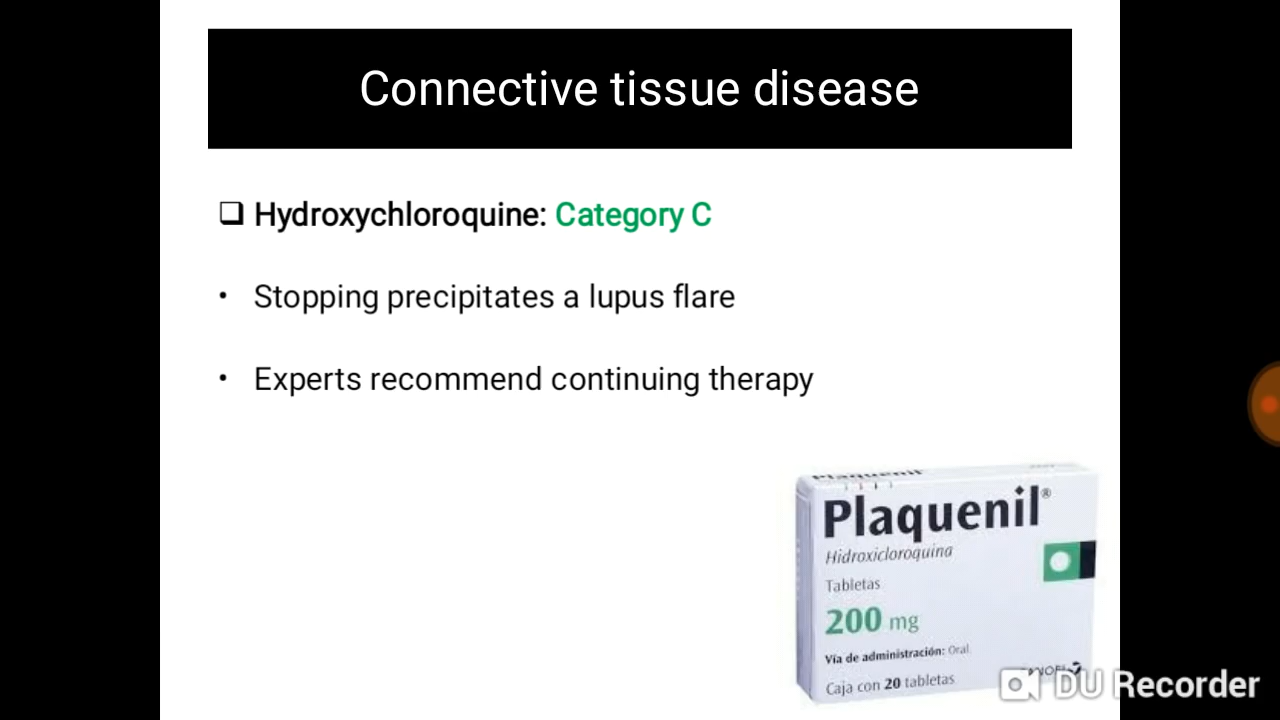 Connective tissue disease
❑ Hydroxychloroquine: Category C
• Stopping precipitates a lupus flare
• Experts recommend continuing therapy
Plaquenil
Plaquenil®
Hidroxicloroquina
Tabletas
200 mg
Vía de administración: Oral
Caja con 20 tabletas
DU Recorder